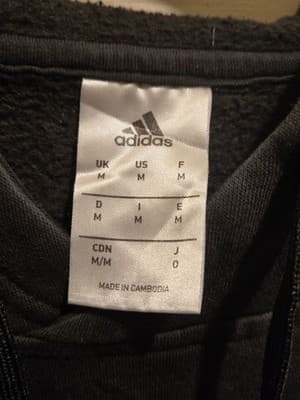 adidas
UK US F
M M M
D I E
M M M
CDN J
M/M O
MADE IN CAMBODIA